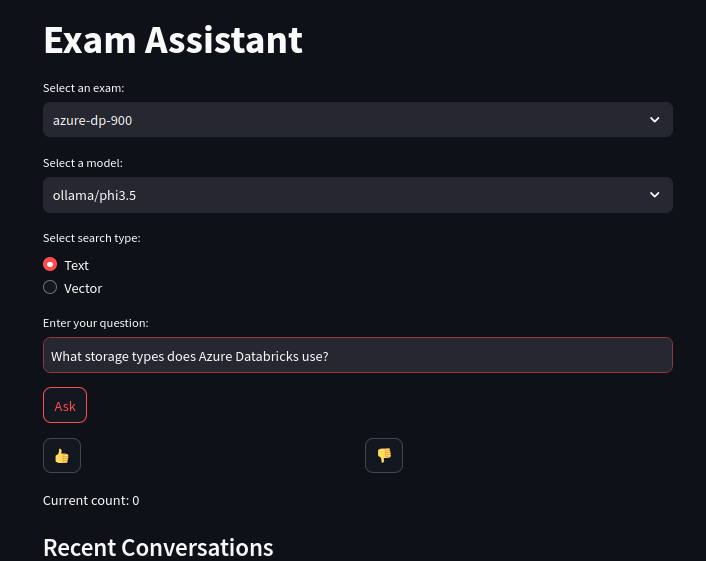 Exam Assistant
Select an exam:
azure-dp-900
Select a model:
ollama/phi3.5
Select search type:
Text
Vector
Enter your question:
What storage types does Azure Databricks use?
Ask
Current count: 0
Recent Conversations